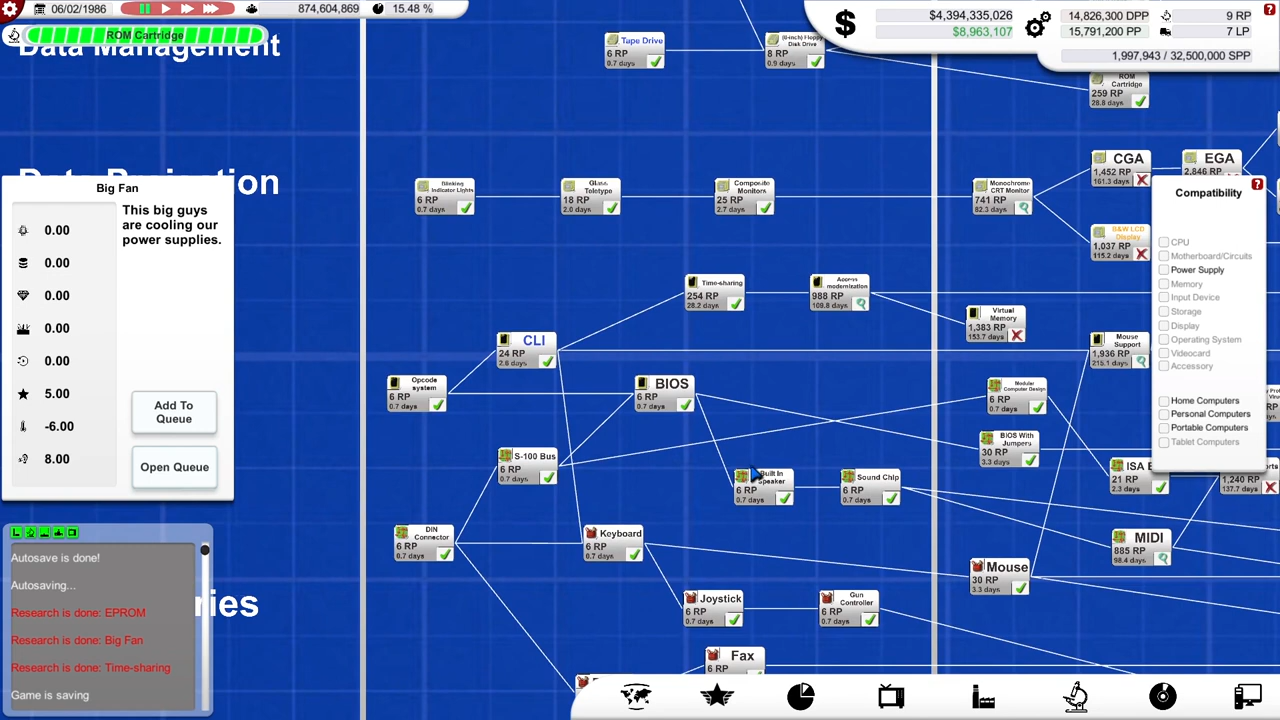 06/02/1986
874,604,869
15.48 %
$4,394,335,026
$8,963,107
14,826,300 DPP
15,791,200 PP
9 RP
7 LP
1,997,943 / 32,500,000 SPP
ROM Cartridge
Data Management
Tape Drive
6 RP
0.7 days
Disk Drive
8 RP
0.9 days
ROM
Cartridge
259 RP
28.8 days
Big Fan
This big guys
are cooling our
power supplies.
0.00
0.00
0.00
0.00
0.00
5.00
-6.00
8.00
Add To
Queue
Open Queue
Blinking
Indicator Lights
6 RP
0.7 days
Glass
Teletype
18 RP
2.0 days
Composite
Monitors
25 RP
2.7 days
Monochrome
CRT Monitor
741 RP
82.3 days
CGA
1,452 RP
161.3 days
EGA
2,846 RP
B&W LCD
Display
1,037 RP
115.2 days
Time-sharing
254 RP
28.2 days
Access
modernization
988 RP
109.8 days
Virtual
Memory
1,383 RP
153.7 days
Mouse
Support
1,936 RP
215.1 days
CLI
24 RP
2.6 days
Opcode
system
6 RP
0.7 days
BIOS
6 RP
0.7 days
Modular
Computer Design
6 RP
0.7 days
BIOS With
Jumpers
30 RP
3.3 days
S-100 Bus
6 RP
0.7 days
Built In
Speaker
6 RP
0.7 days
Sound Chip
6 RP
0.7 days
ISA
21 RP
2.3 days
1,240 RP
137.7 days
DIN
Connector
6 RP
0.7 days
Keyboard
6 RP
0.7 days
MIDI
885 RP
98.4 days
Mouse
30 RP
3.3 days
Joystick
6 RP
0.7 days
Gun
Controller
6 RP
0.7 days
Fax
6 RP
Compatibility
CPU
Motherboard/Circuits
Power Supply
Memory
Input Device
Storage
Display
Operating System
Videocard
Accessory
Home Computers
Personal Computers
Portable Computers
Tablet Computers
Autosave is done!
Autosaving...
Research is done: EPROM
Research is done: Big Fan
Research is done: Time-sharing
Game is saving